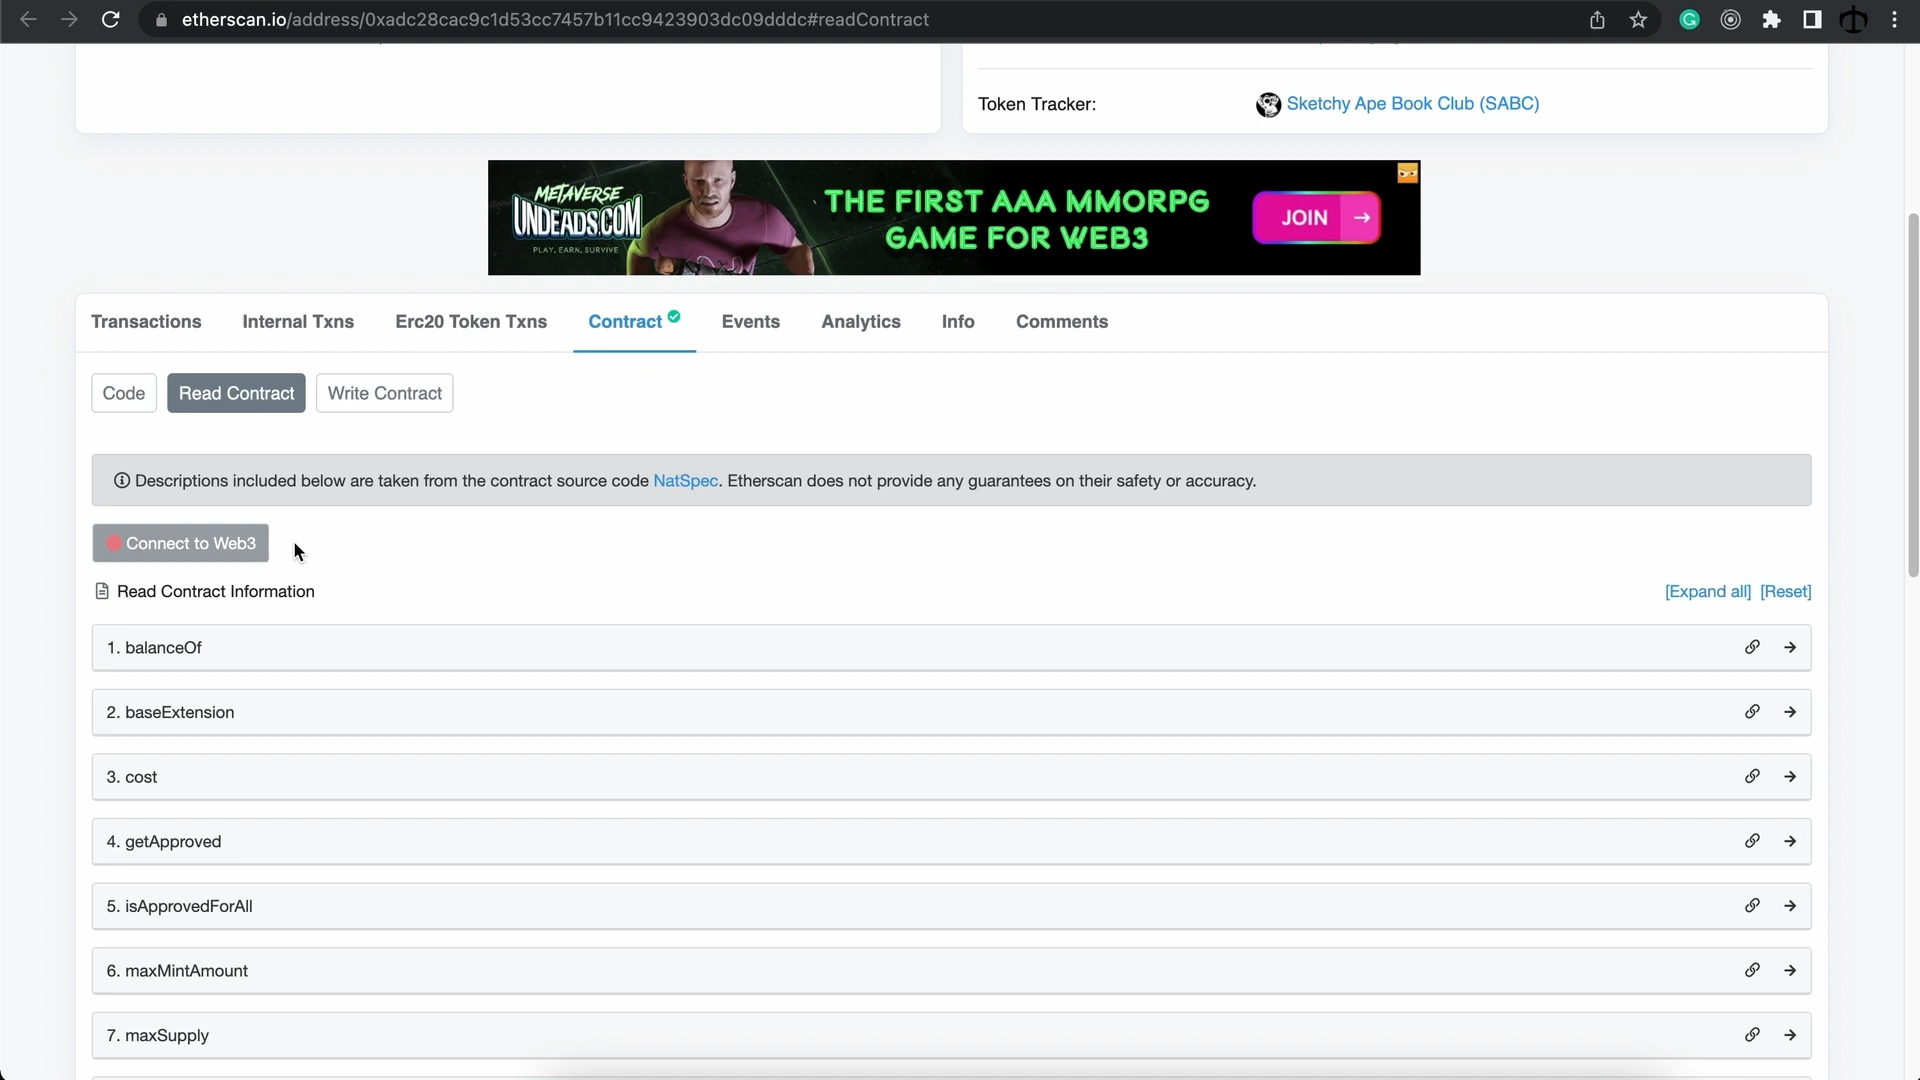 etherscan.io/address/0xadc28cac9c1d53cc7457b11cc9423903dc09dddc#readContract
Token Tracker: Sketchy Ape Book Club (SABC)
METAVERSE
UNDEADS.COM
PLAY, EARN, SURVIVE
THE FIRST AAA MMORPG
GAME FOR WEB3
JOIN →
Transactions Internal Txns Erc20 Token Txns Contract Events Analytics Info Comments
Code Read Contract Write Contract
Descriptions included below are taken from the contract source code NatSpec. Etherscan does not provide any guarantees on their safety or accuracy.
Connect to Web3
Read Contract Information [Expand all] [Reset]
1. balanceOf
2. baseExtension
3. cost
4. getApproved
5. isApprovedForAll
6. maxMintAmount
7. maxSupply